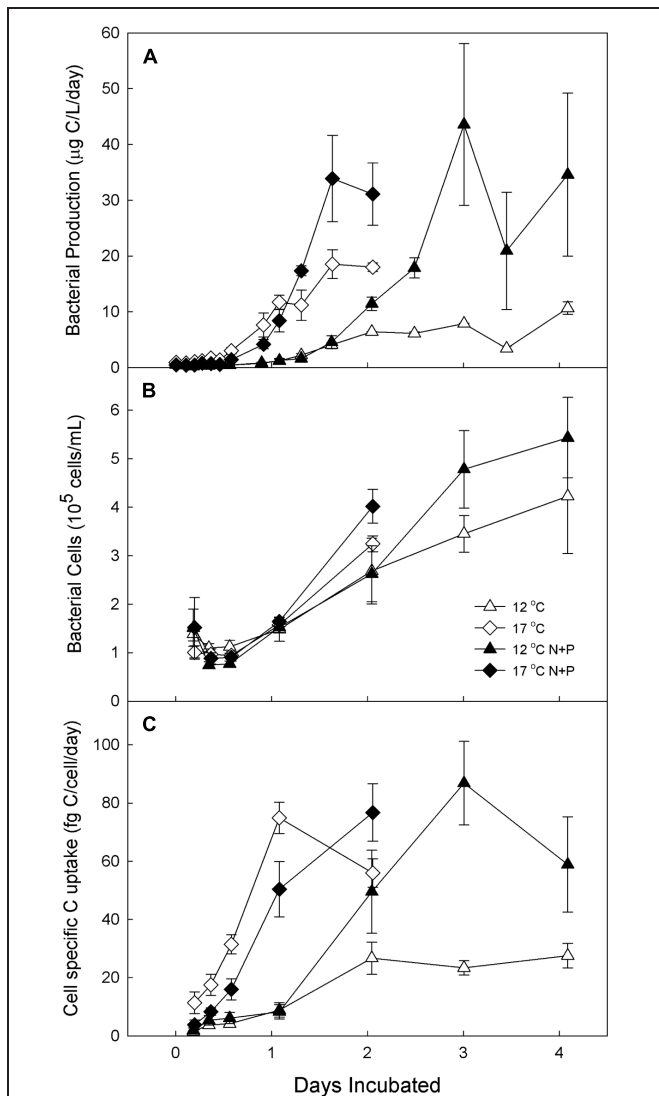 A
Bacterial Production (μg C/L/day)
60
50
40
30
20
10
0
B
Bacterial Cells (10⁵ cells/mL)
6
5
4
3
2
1
0
12 °C
17 °C
12 °C N+P
17 °C N+P
C
Cell specific C uptake (fg C/cell/day)
100
80
60
40
20
0
0 1 2 3 4
Days Incubated